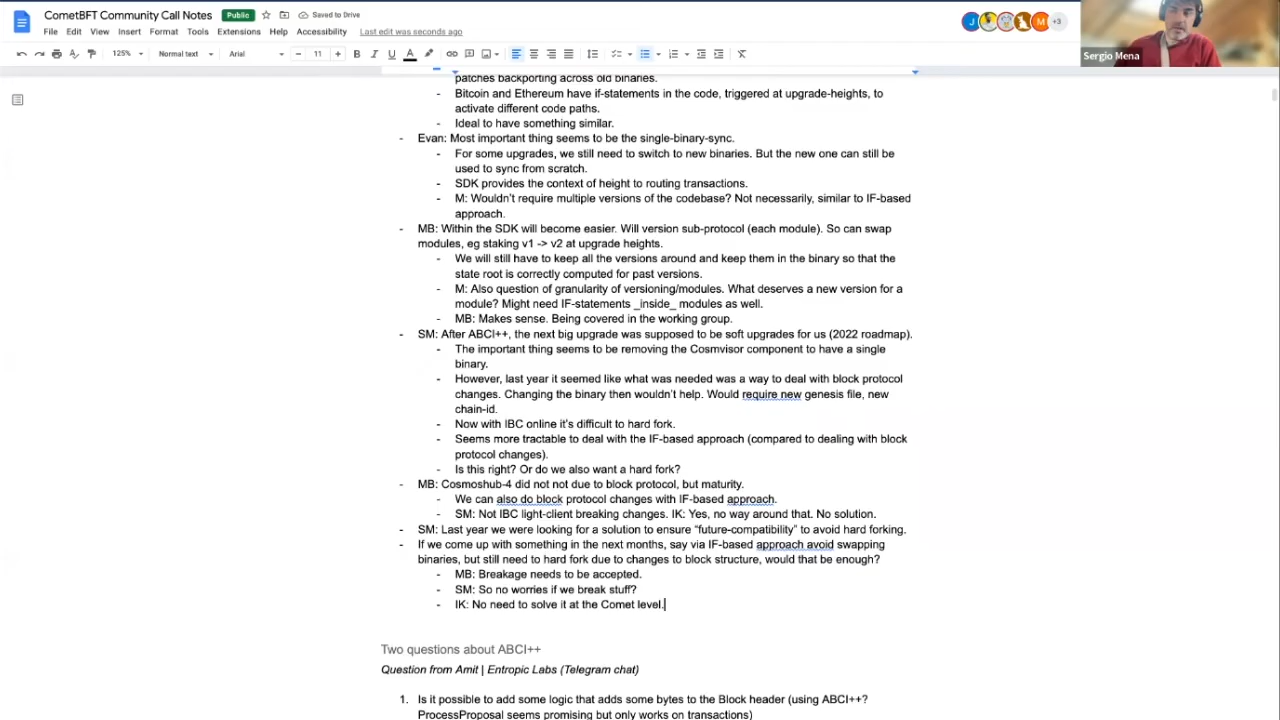 CometBFT Community Call Notes
Public
Saved to Drive
J
M
+3
File Edit View Insert Format Tools Extensions Help Accessibility Last edit was seconds ago
125% Normal text Arial - 11 + B I U A
Sergio Mena
patches backporting across old binaries.
- Bitcoin and Ethereum have if-statements in the code, triggered at upgrade-heights, to
activate different code paths.
- Ideal to have something similar.
- Evan: Most important thing seems to be the single-binary-sync.
- For some upgrades, we still need to switch to new binaries. But the new one can still be
used to sync from scratch.
- SDK provides the context of height to routing transactions.
- M: Wouldn't require multiple versions of the codebase? Not necessarily, similar to IF-based
approach.
- MB: Within the SDK will become easier. Will version sub-protocol (each module). So can swap
modules, eg staking v1 -> v2 at upgrade heights.
- We will still have to keep all the versions around and keep them in the binary so that the
state root is correctly computed for past versions.
- M: Also question of granularity of versioning/modules. What deserves a new version for a
module? Might need IF-statements _inside_ modules as well.
- MB: Makes sense. Being covered in the working group.
- SM: After ABCI++, the next big upgrade was supposed to be soft upgrades for us (2022 roadmap).
- The important thing seems to be removing the Cosmvisor component to have a single
binary.
- However, last year it seemed like what was needed was a way to deal with block protocol
changes. Changing the binary then wouldn't help. Would require new genesis file, new
chain-id.
- Now with IBC online it's difficult to hard fork.
- Seems more tractable to deal with the IF-based approach (compared to dealing with block
protocol changes).
- Is this right? Or do we also want a hard fork?
- MB: Cosmoshub-4 did not not due to block protocol, but maturity.
- We can also do block protocol changes with IF-based approach.
- SM: Not IBC light-client breaking changes. IK: Yes, no way around that. No solution.
- SM: Last year we were looking for a solution to ensure "future-compatibility" to avoid hard forking.
- If we come up with something in the next months, say via IF-based approach avoid swapping
binaries, but still need to hard fork due to changes to block structure, would that be enough?
- MB: Breakage needs to be accepted.
- SM: So no worries if we break stuff?
- IK: No need to solve it at the Comet level.
Two questions about ABCI++
Question from Amit | Entropic Labs (Telegram chat)
1. Is it possible to add some logic that adds some bytes to the Block header (using ABCI++?
ProcessProposal seems promising but only works on transactions)